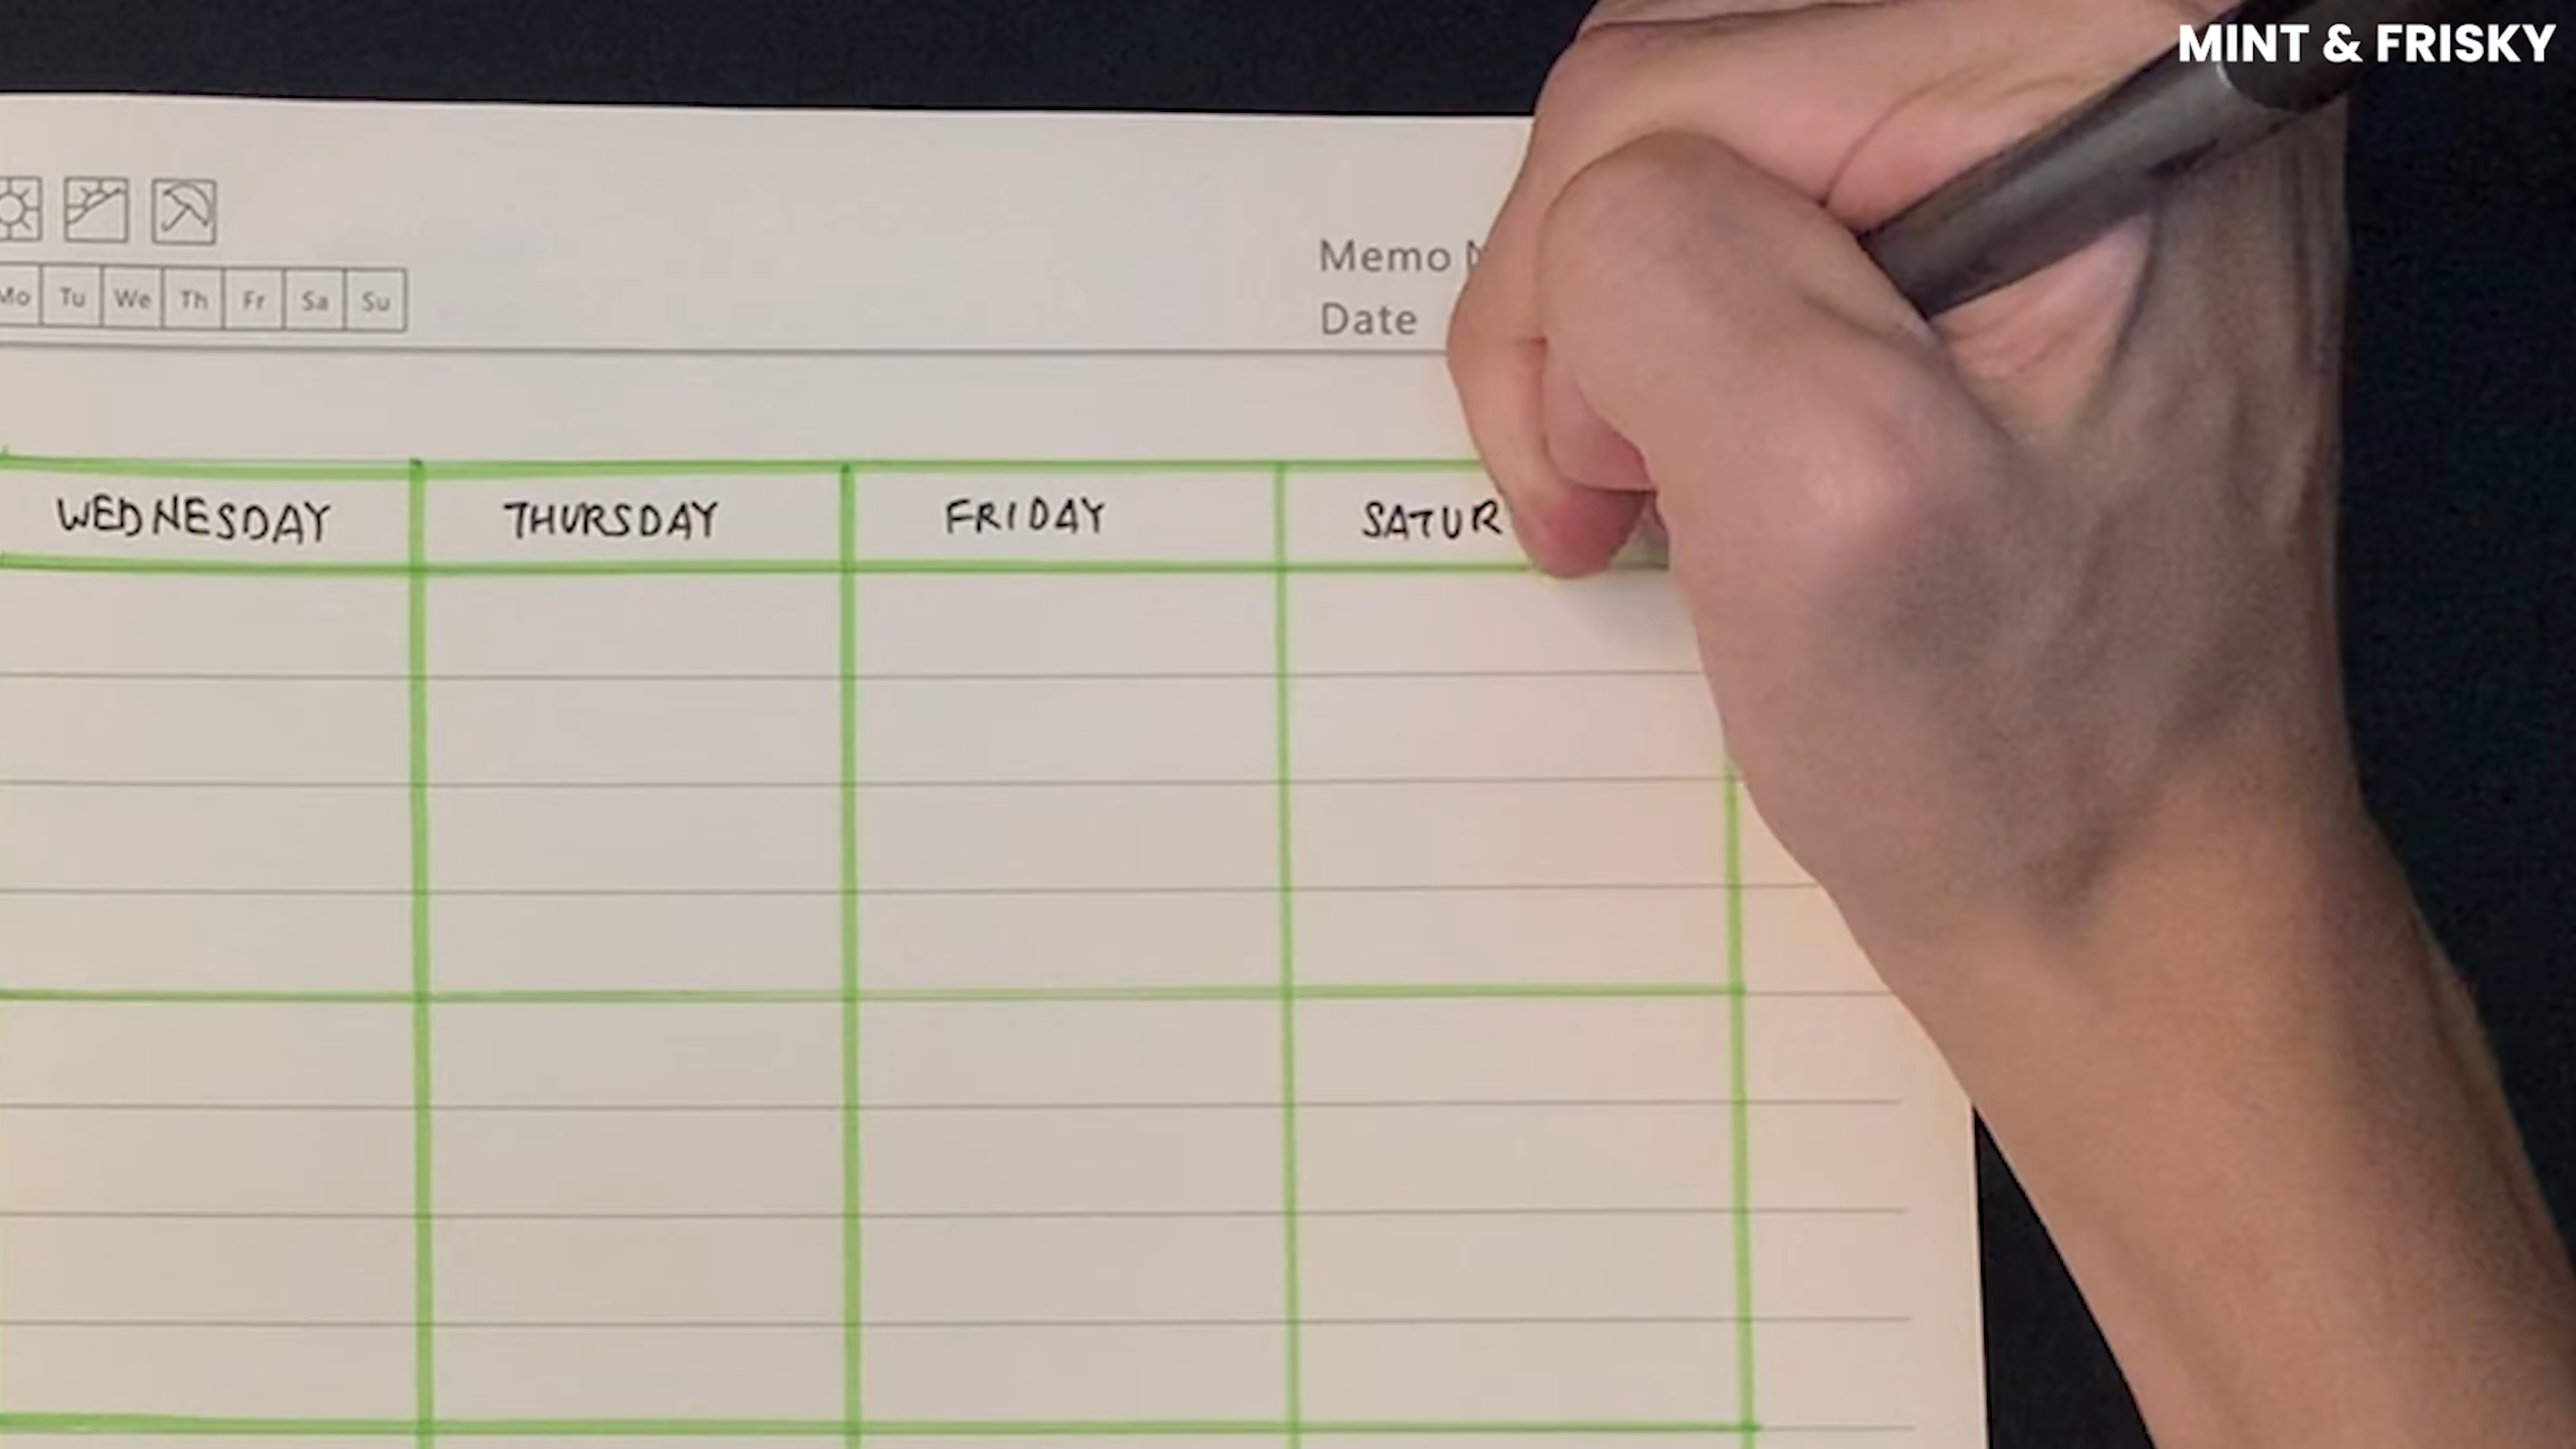 MINT & FRISKY
Memo
Mo Tu We Th Fr Sa Su
Date
WEDNESDAY THURSDAY FRIDAY SATUR